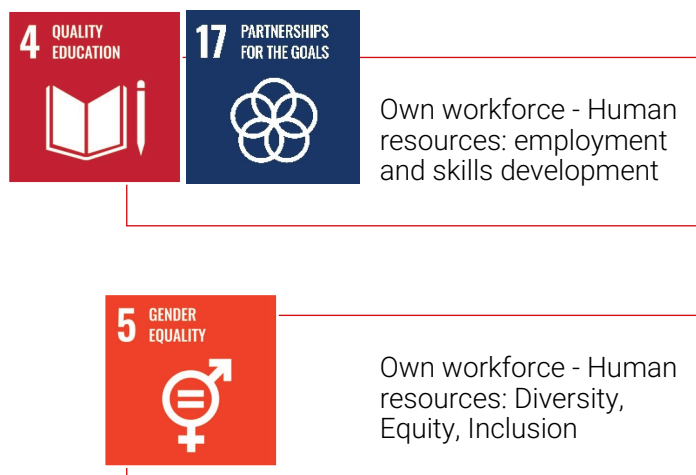 4 QUALITY
EDUCATION
17 PARTNERSHIPS
FOR THE GOALS
Own workforce - Human
resources: employment
and skills development
5 GENDER
EQUALITY
Own workforce - Human
resources: Diversity,
Equity, Inclusion